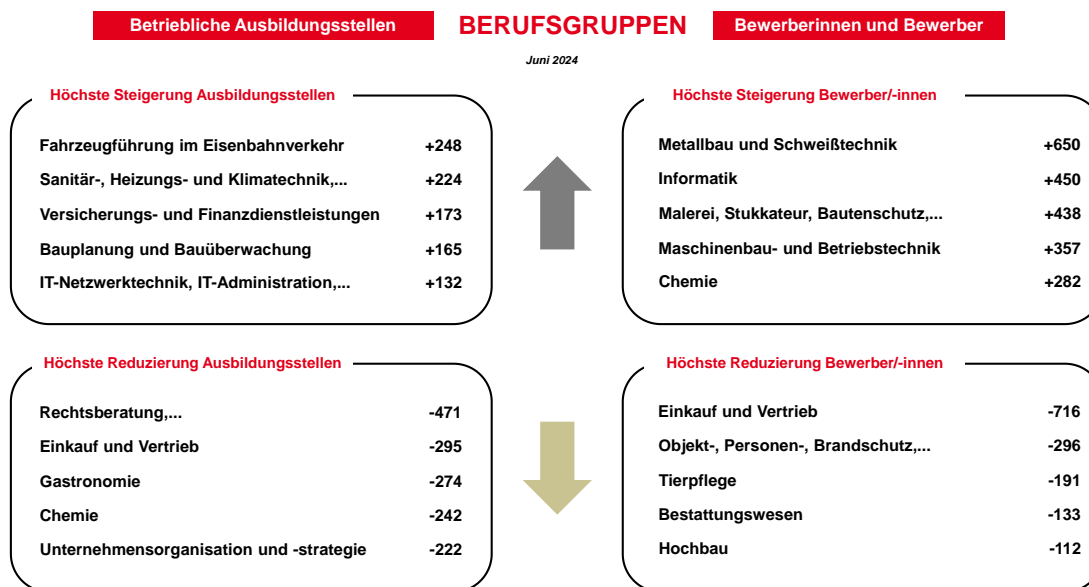 Betriebliche Ausbildungsstellen
BERUFSGRUPPEN
Bewerberinnen und Bewerber
Juni 2024
Höchste Steigerung Ausbildungsstellen
Fahrzeugführung im Eisenbahnverkehr +248
Sanitär-, Heizungs- und Klimatechnik,... +224
Versicherungs- und Finanzdienstleistungen +173
Bauplanung und Bauüberwachung +165
IT-Netzwerktechnik, IT-Administration,... +132
Höchste Steigerung Bewerber/-innen
Metallbau und Schweißtechnik +650
Informatik +450
Malerei, Stukkateur, Bautenschutz,... +438
Maschinenbau- und Betriebstechnik +357
Chemie +282
Höchste Reduzierung Ausbildungsstellen
Rechtsberatung,... -471
Einkauf und Vertrieb -295
Gastronomie -274
Chemie -242
Unternehmensorganisation und -strategie -222
Höchste Reduzierung Bewerber/-innen
Einkauf und Vertrieb -716
Objekt-, Personen-, Brandschutz,... -296
Tierpflege -191
Bestattungswesen -133
Hochbau -112